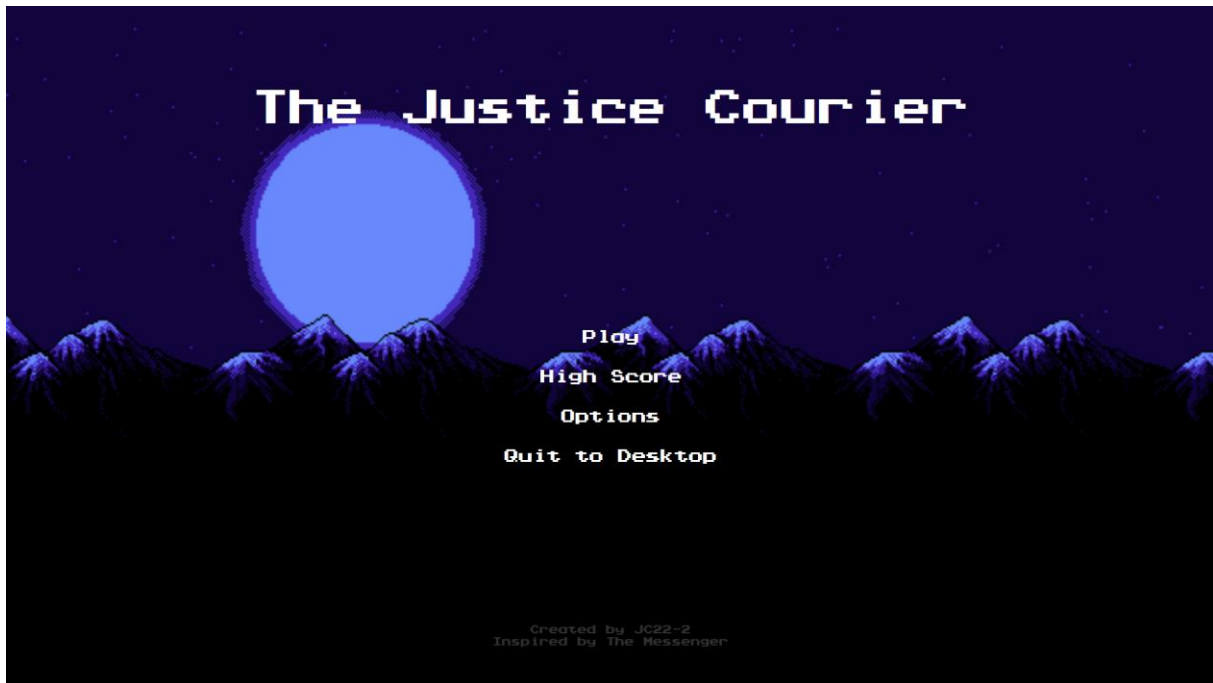 The Justice Courier
Play
High Score
Options
Quit to Desktop
Created by JC22-2
Inspired by The Messenger